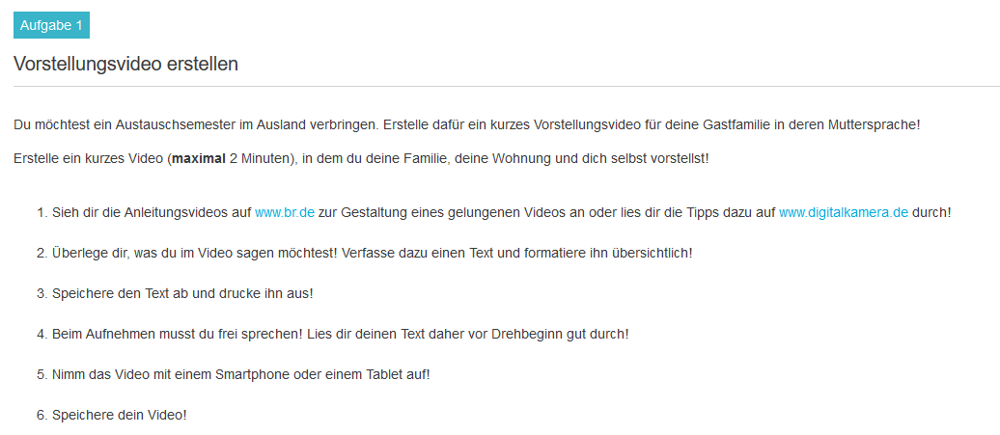 Aufgabe 1
Vorstellungsvideo erstellen
Du möchtest ein Austauschsemester im Ausland verbringen. Erstelle dafür ein kurzes Vorstellungsvideo für deine Gastfamilie in deren Muttersprache!
Erstelle ein kurzes Video (maximal 2 Minuten), in dem du deine Familie, deine Wohnung und dich selbst vorstellst!
1. Sieh dir die Anleitungsvideos auf www.br.de zur Gestaltung eines gelungenen Videos an oder lies dir die Tipps dazu auf www.digitalkamera.de durch!
2. Überlege dir, was du im Video sagen möchtest! Verfasse dazu einen Text und formatiere ihn übersichtlich!
3. Speichere den Text ab und drucke ihn aus!
4. Beim Aufnehmen musst du frei sprechen! Lies dir deinen Text daher vor Drehbeginn gut durch!
5. Nimm das Video mit einem Smartphone oder einem Tablet auf!
6. Speichere dein Video!